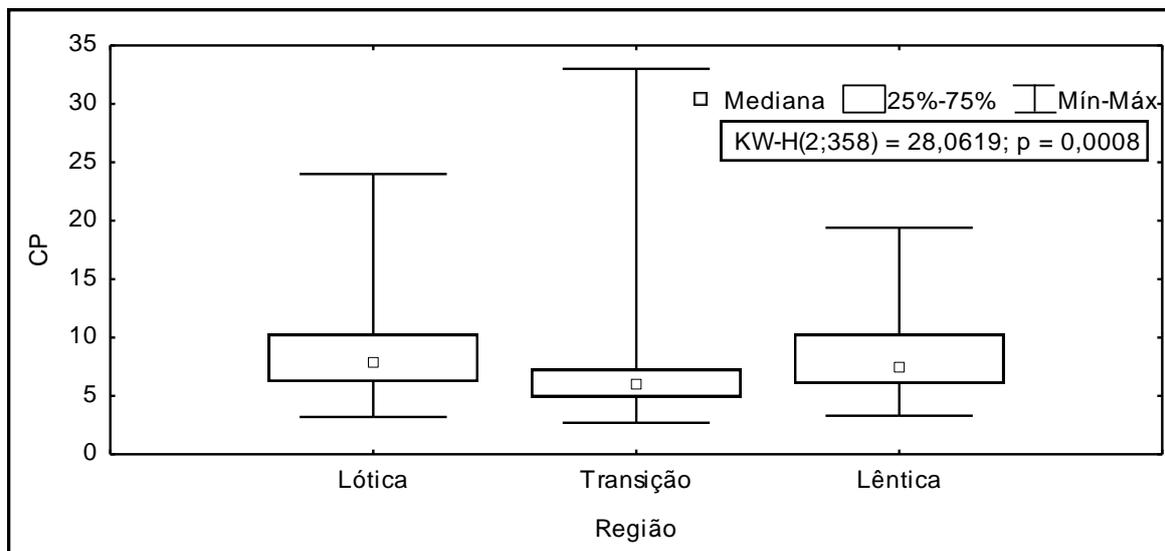 35
30
25
20
15
10
5
0
CP
Mediana 25%-75% Mín-Máx
KW-H(2;358) = 28,0619; p = 0,0008
Lótica Transição Lêntica
Região